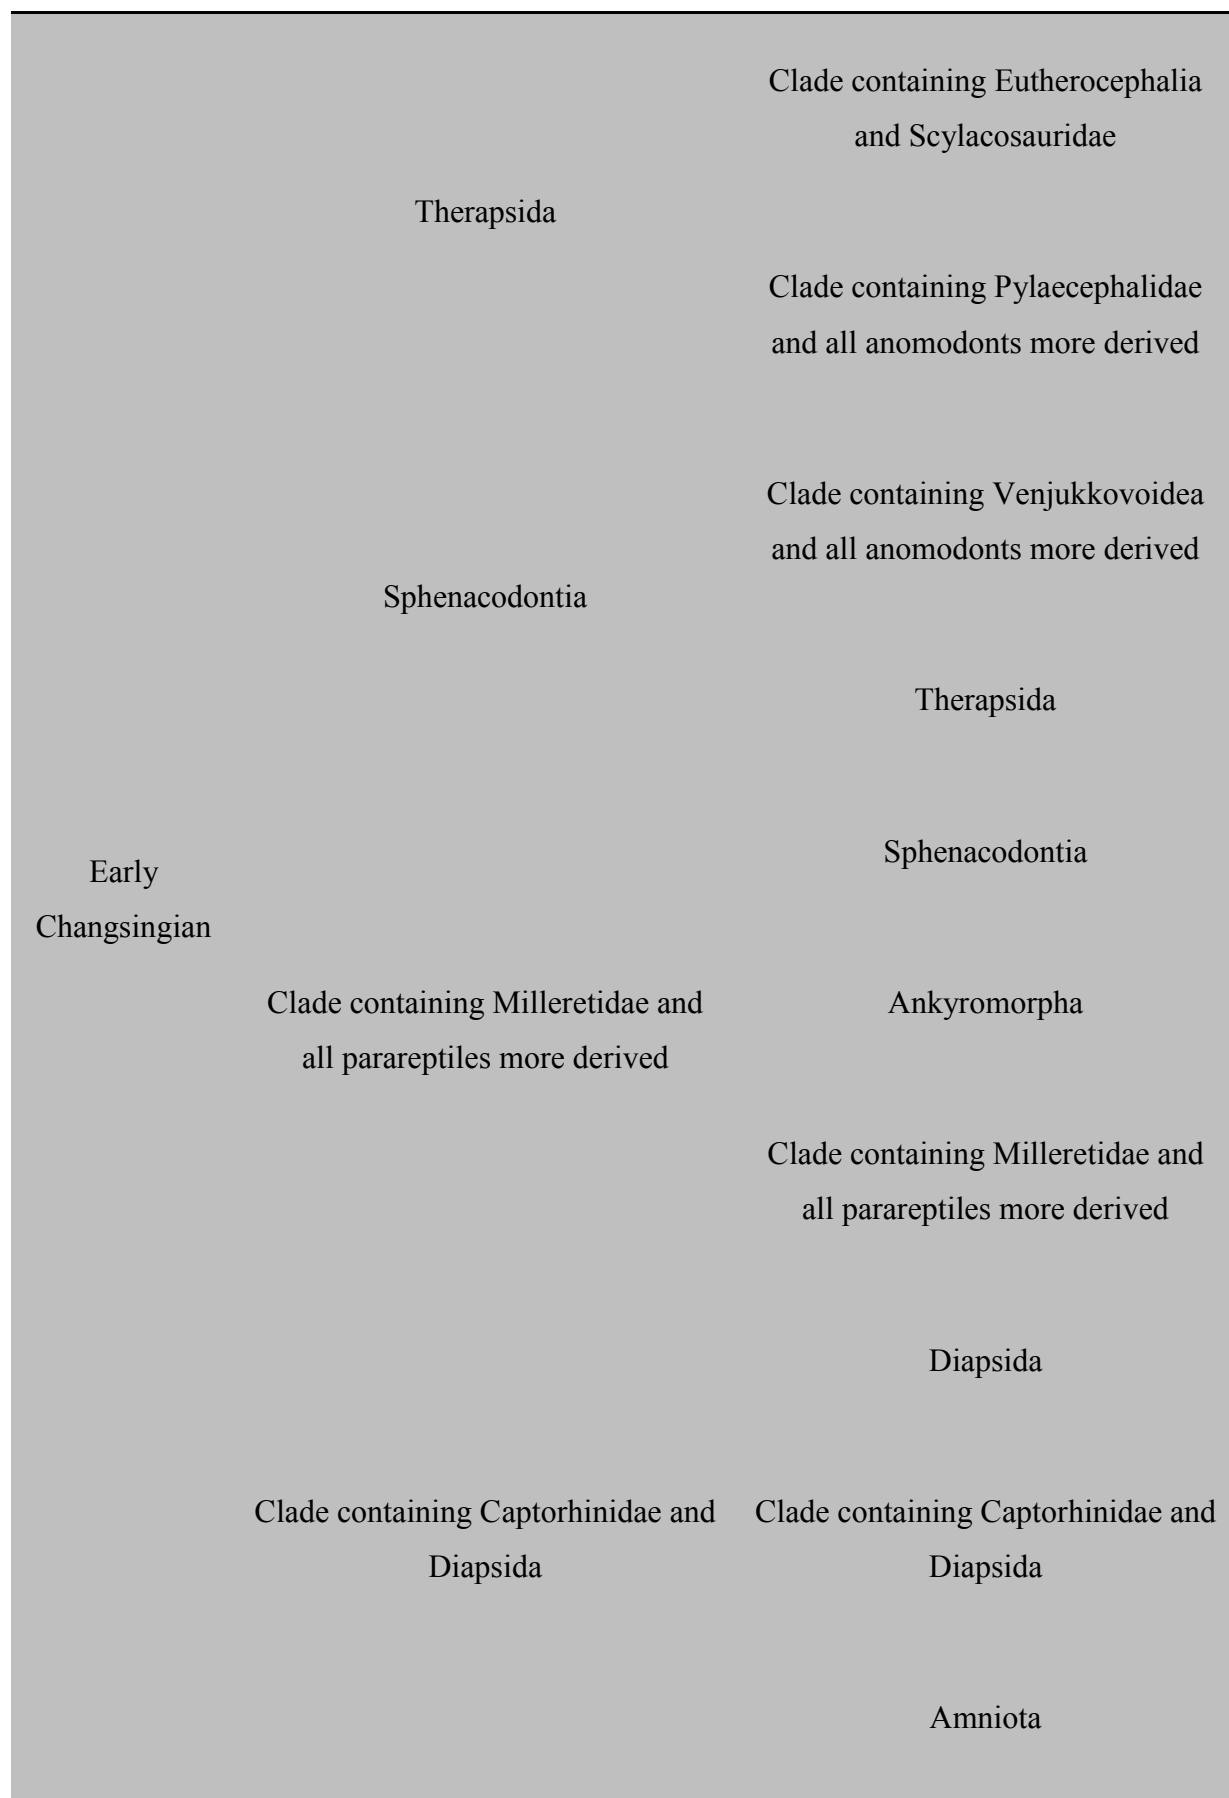 Clade containing Eutherocephalia
and Scylacosauridae
Therapsida
Clade containing Pylaecephalidae
and all anomodonts more derived
Clade containing Venjukkovoidea
and all anomodonts more derived
Sphenacodontia
Therapsida
Sphenacodontia
Early
Changsingian
Clade containing Milleretidae and
all parareptiles more derived
Ankyromorpha
Clade containing Milleretidae and
all parareptiles more derived
Diapsida
Clade containing Captorhinidae and
Diapsida
Clade containing Captorhinidae and
Diapsida
Amniota